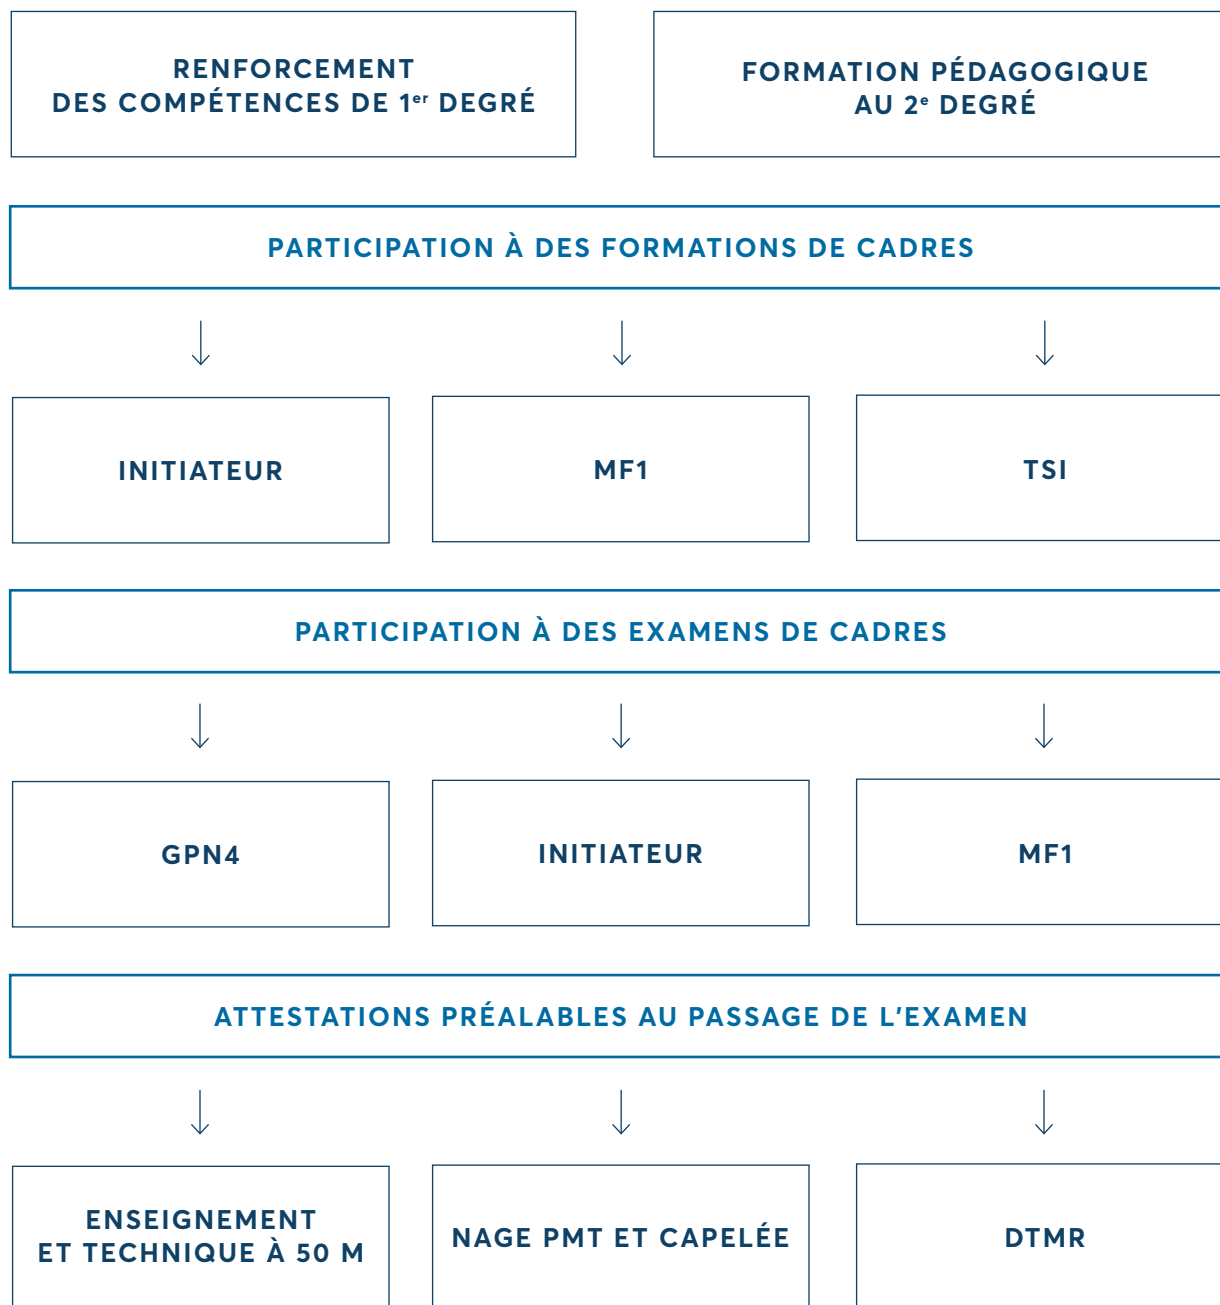 RENFORCEMENT
DES COMPÉTENCES DE 1er DEGRÉ
FORMATION PÉDAGOGIQUE
AU 2e DEGRÉ
PARTICIPATION À DES FORMATIONS DE CADRES
INITIATEUR
MF1
TSI
PARTICIPATION À DES EXAMENS DE CADRES
GPN4
INITIATEUR
MF1
ATTESTATIONS PRÉALABLES AU PASSAGE DE L'EXAMEN
ENSEIGNEMENT
ET TECHNIQUE À 50 M
NAGE PMT ET CAPELÉE
DTMR